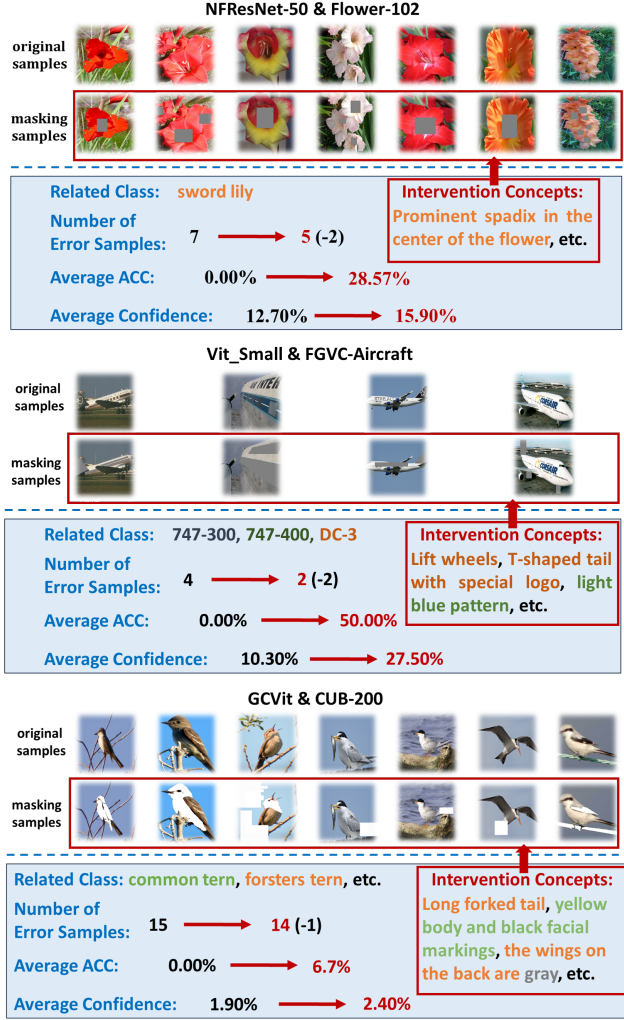 NFResNet-50 & Flower-102
original
samples
masking
samples
Related Class: sword lily
Number of
Error Samples: 7 5 (-2)
Average ACC: 0.00% 28.57%
Average Confidence: 12.70% 15.90%
Intervention Concepts:
Prominent spadix in the
center of the flower, etc.
Vit_Small & FGVC-Aircraft
original
samples
masking
samples
Related Class: 747-300, 747-400, DC-3
Number of
Error Samples: 4 2 (-2)
Average ACC: 0.00% 50.00%
Average Confidence: 10.30% 27.50%
Intervention Concepts:
Lift wheels, T-shaped tail
with special logo, light
blue pattern, etc.
GCVit & CUB-200
original
samples
masking
samples
Related Class: common tern, forsters tern, etc.
Number of
Error Samples: 15 14 (-1)
Average ACC: 0.00% 6.7%
Average Confidence: 1.90% 2.40%
Intervention Concepts:
Long forked tail, yellow
body and black facial
markings, the wings on
the back are gray, etc.